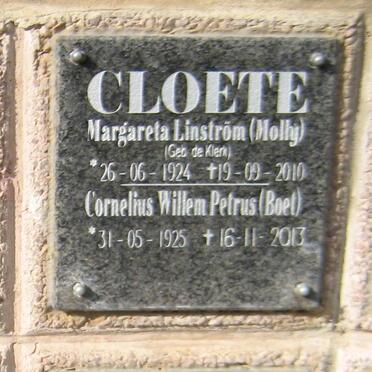 CLOETE
Margareta Linström (Molly)
(Geb. de Klerk)
*26-06-1924 ✝19-09-2010
Cornelius Willem Petrus (Boet)
*31-05-1925 ✝16-11-2013